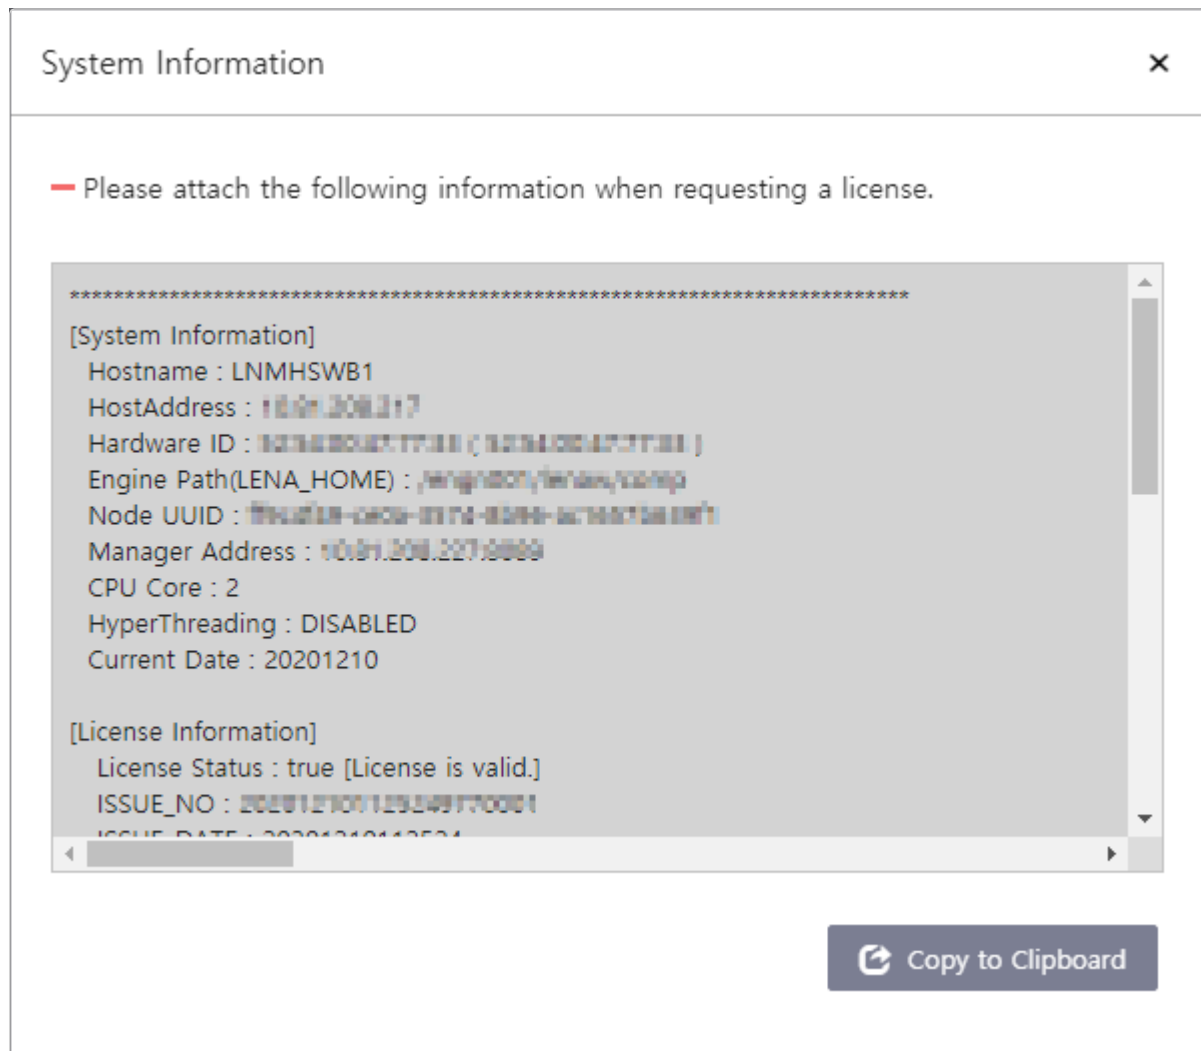 System Information
Please attach the following information when requesting a license.
****************************************************************************
[System Information]
Hostname : LNMHSWB1
HostAddress :
Hardware ID :
Engine Path(LENA_HOME) :
Node UUID :
Manager Address :
CPU Core : 2
HyperThreading : DISABLED
Current Date : 20201210
[License Information]
License Status : true [License is valid.]
ISSUE_NO :
ISSUE_DATE :
Copy to Clipboard